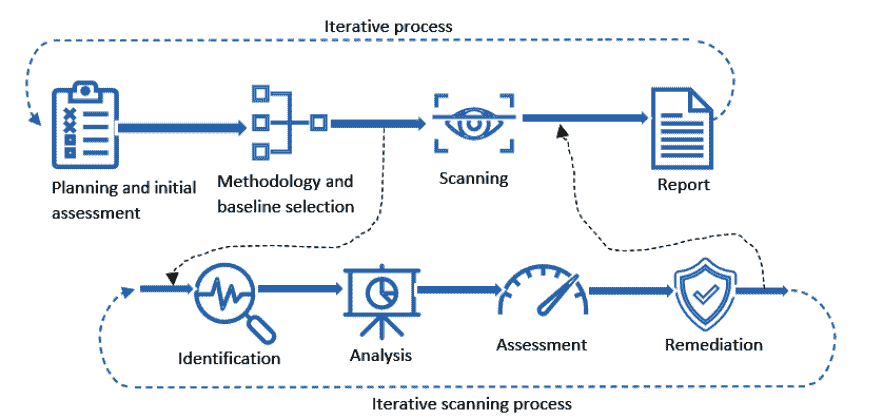 Iterative process
Planning and initial
assessment
Methodology and
baseline selection
Scanning
Report
Identification
Analysis
Assessment
Remediation
Iterative scanning process